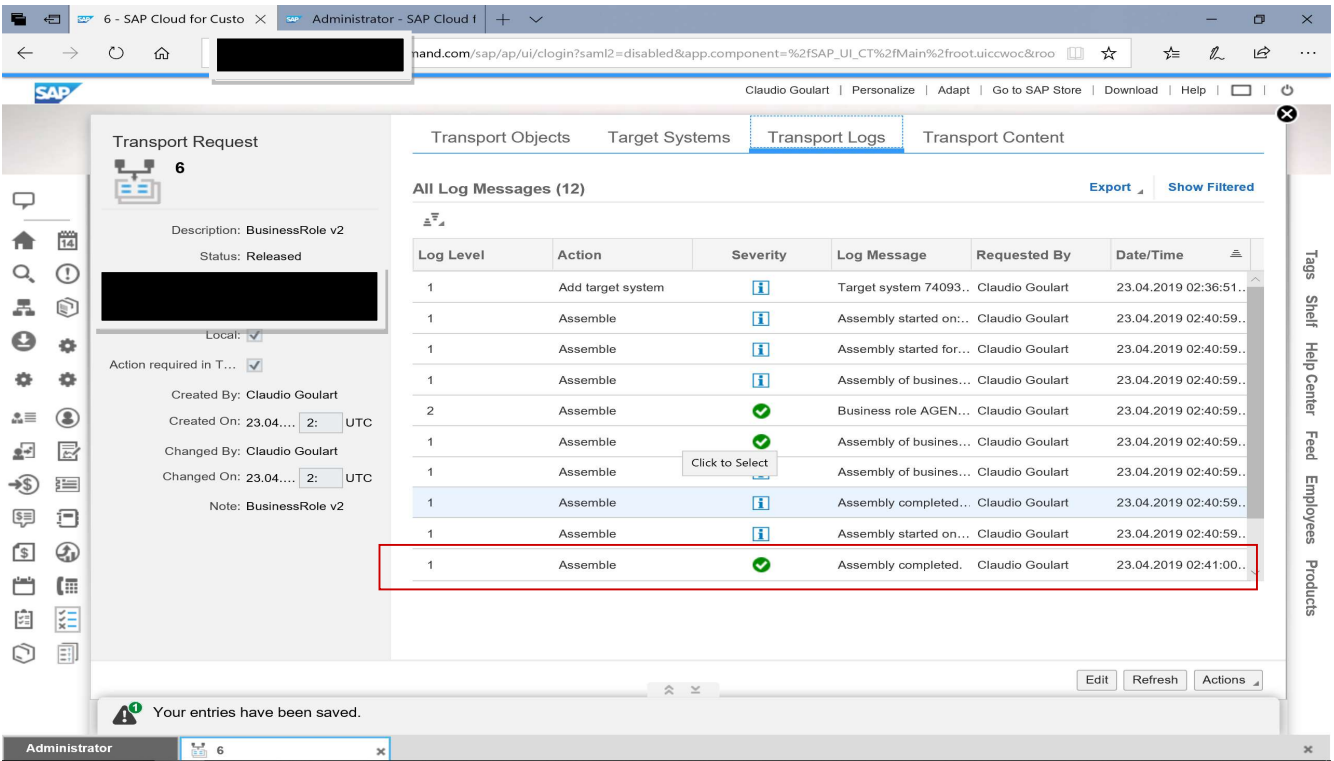 6 - SAP Cloud for Custo
Administrator - SAP Cloud f
nand.com/sap/ap/ui/clogin?saml2=disabled&app.component=%2fSAP_UI_CT%2fMain%2froot.uiccwoc&roo
SAP
Claudio Goulart | Personalize | Adapt | Go to SAP Store | Download | Help
Transport Request
6
Description: BusinessRole v2
Status: Released
Local:
Action required in T...
Created By: Claudio Goulart
Created On: 23.04.... 2: UTC
Changed By: Claudio Goulart
Changed On: 23.04.... 2: UTC
Note: BusinessRole v2
Transport Objects Target Systems Transport Logs Transport Content
All Log Messages (12)
Export Show Filtered
Log Level Action Severity Log Message Requested By Date/Time
1 Add target system Target system 74093.. Claudio Goulart 23.04.2019 02:36:51..
1 Assemble Assembly started on:.. Claudio Goulart 23.04.2019 02:40:59..
1 Assemble Assembly started for... Claudio Goulart 23.04.2019 02:40:59..
1 Assemble Assembly of busines... Claudio Goulart 23.04.2019 02:40:59..
2 Assemble Business role AGEN... Claudio Goulart 23.04.2019 02:40:59..
1 Assemble Assembly of busines... Claudio Goulart 23.04.2019 02:40:59..
Click to Select
1 Assemble Assembly of busines... Claudio Goulart 23.04.2019 02:40:59..
1 Assemble Assembly completed... Claudio Goulart 23.04.2019 02:40:59..
1 Assemble Assembly started on... Claudio Goulart 23.04.2019 02:40:59..
1 Assemble Assembly completed. Claudio Goulart 23.04.2019 02:41:00..
Edit Refresh Actions
1 Your entries have been saved.
Administrator
6
14
Tags
Shelf
Help Center
Feed
Employees
Products